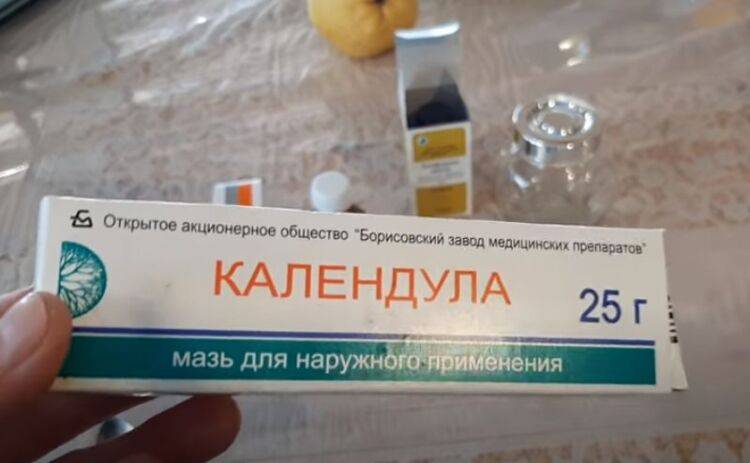 Открытое акционерное общество "Борисовский завод медицинских препаратов"
КАЛЕНДУЛА
25 г
мазь для наружного применения